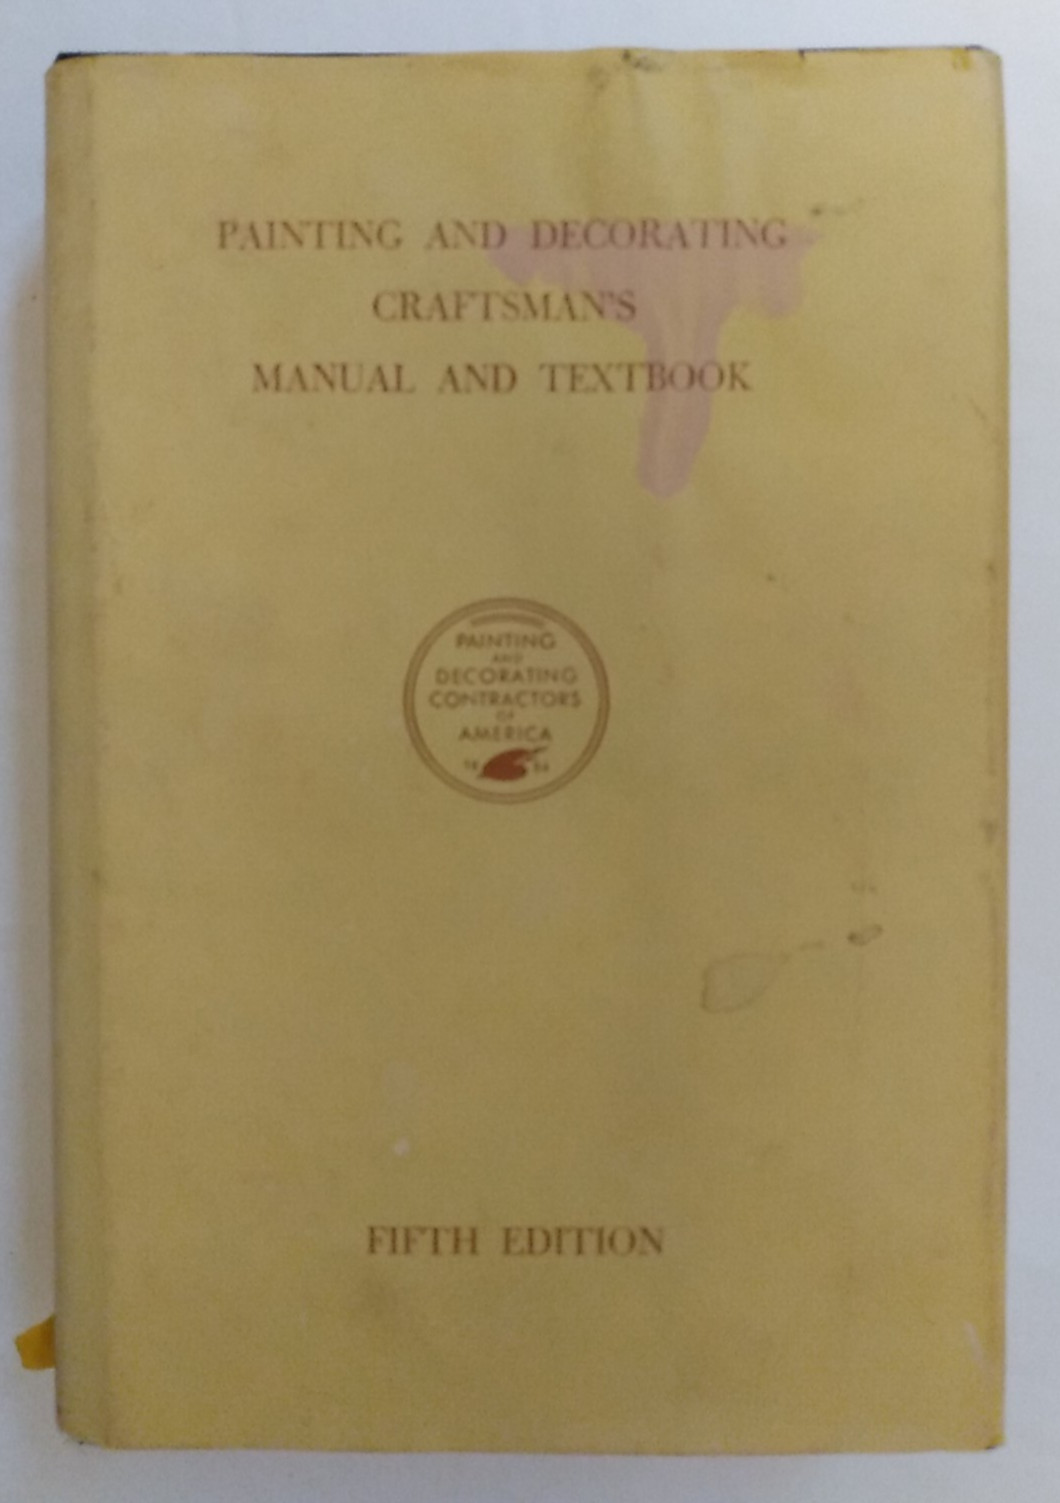 PAINTING AND DECORATING
CRAFTSMAN'S
MANUAL AND TEXTBOOK
PAINTING
AND
DECORATING
CONTRACTORS
OF
AMERICA
FIFTH EDITION